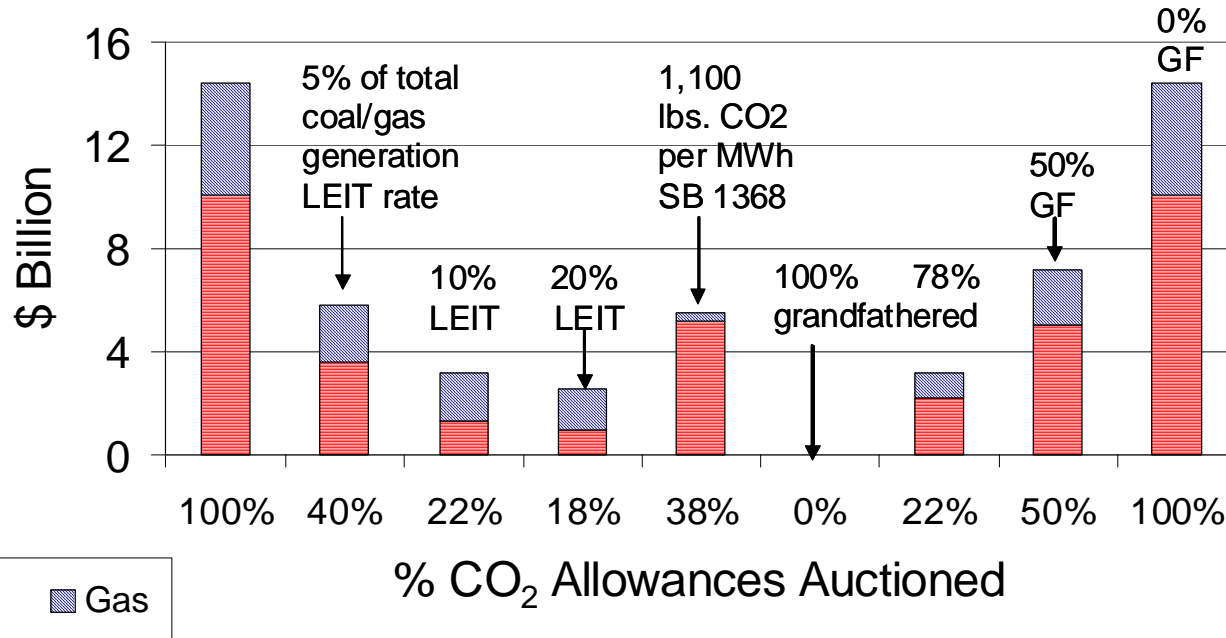 $ Billion
16
12
8
4
0
5% of total
coal/gas
generation
LEIT rate
10%
LEIT
20%
LEIT
1,100
lbs. CO2
per MWh
SB 1368
100%
grandfathered
78%
50%
GF
0%
GF
100% 40% 22% 18% 38% 0% 22% 50% 100%
% CO₂ Allowances Auctioned
Gas